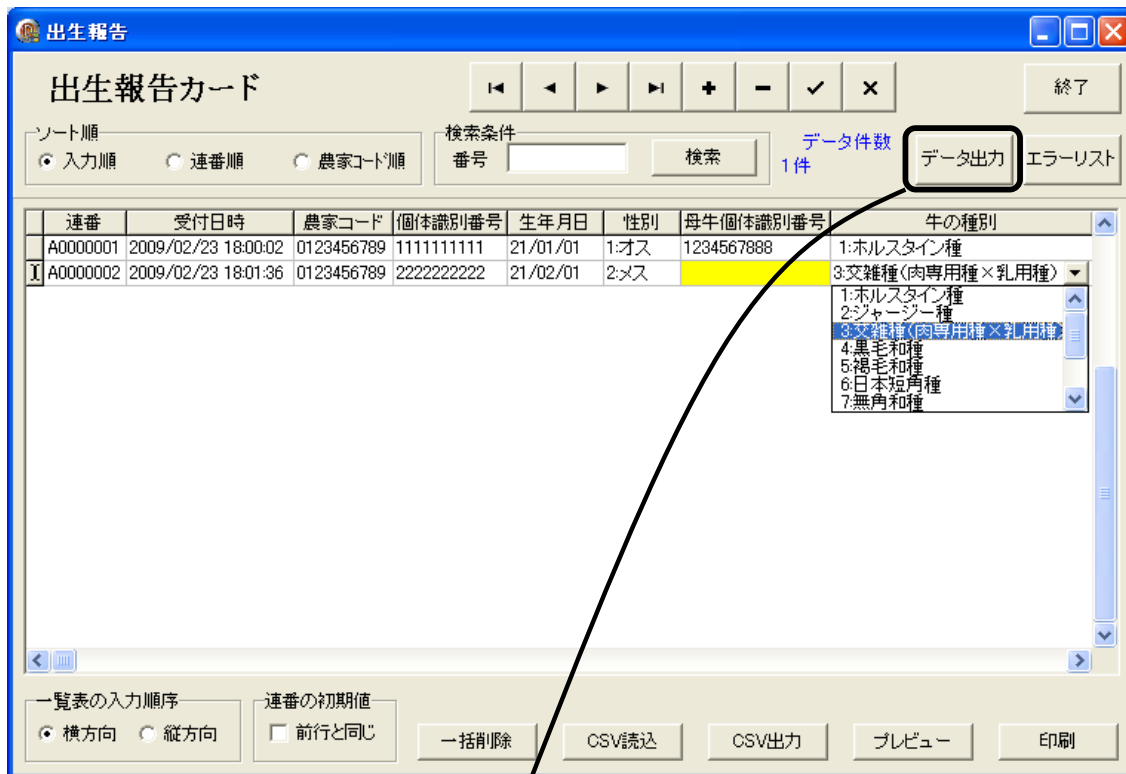 出生報告
出生報告カード
終了
ソート順
入力順 連番順 農家コード順
検索条件
番号 検索
データ件数
1件
データ出力 エラーリスト
連番 受付日時 農家コード 個体識別番号 生年月日 性別 母牛個体識別番号 牛の種別
A0000001 2009/02/23 18:00:02 0123456789 1111111111 21/01/01 1:オス 1234567888 1:ホルスタイン種
A0000002 2009/02/23 18:01:36 0123456789 2222222222 21/02/01 2:メス 3:交雑種(肉専用種×乳用種)
1:ホルスタイン種
2:ジャージー種
3:交雑種(肉専用種×乳用種
4:黒毛和種
5:褐毛和種
6:日本短角種
7:無角和種
一覧表の入力順序
横方向 縦方向
連番の初期値
前行と同じ
一括削除 CSV読込 CSV出力 プレビュー 印刷